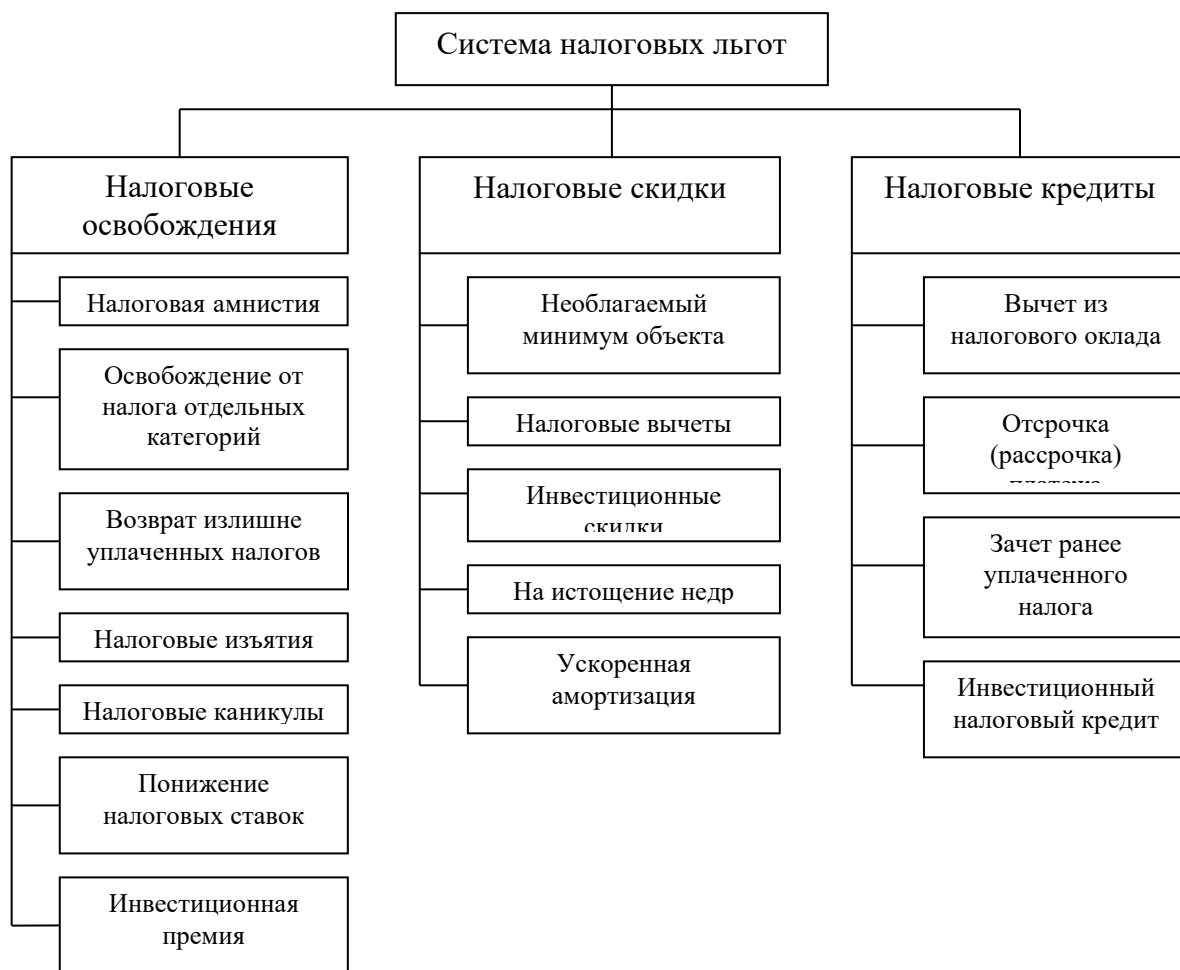 Система налоговых льгот
Налоговые
освобождения
Налоговая амнистия
Освобождение от
налога отдельных
категорий
Возврат излишне
уплаченных налогов
Налоговые изъятия
Налоговые каникулы
Понижение
налоговых ставок
Инвестиционная
премия
Налоговые скидки
Необлагаемый
минимум объекта
Налоговые вычеты
Инвестиционные
скидки
На истощение недр
Ускоренная
амортизация
Налоговые кредиты
Вычет из
налогового оклада
Отсрочка
(рассрочка)
платежа
Зачет ранее
уплаченного
налога
Инвестиционный
налоговый кредит